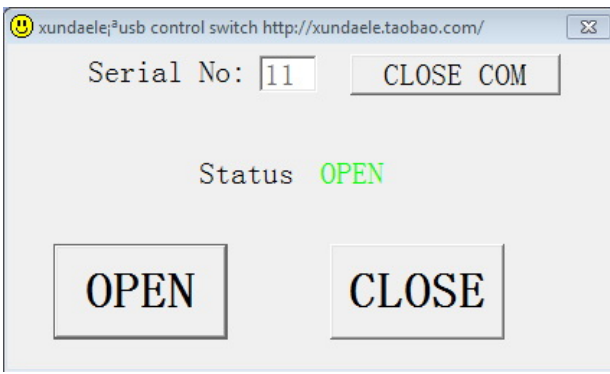 xundaele¡ªusb control switch http://xundaele.taobao.com/
Serial No: 11 CLOSE COM
Status OPEN
OPEN CLOSE